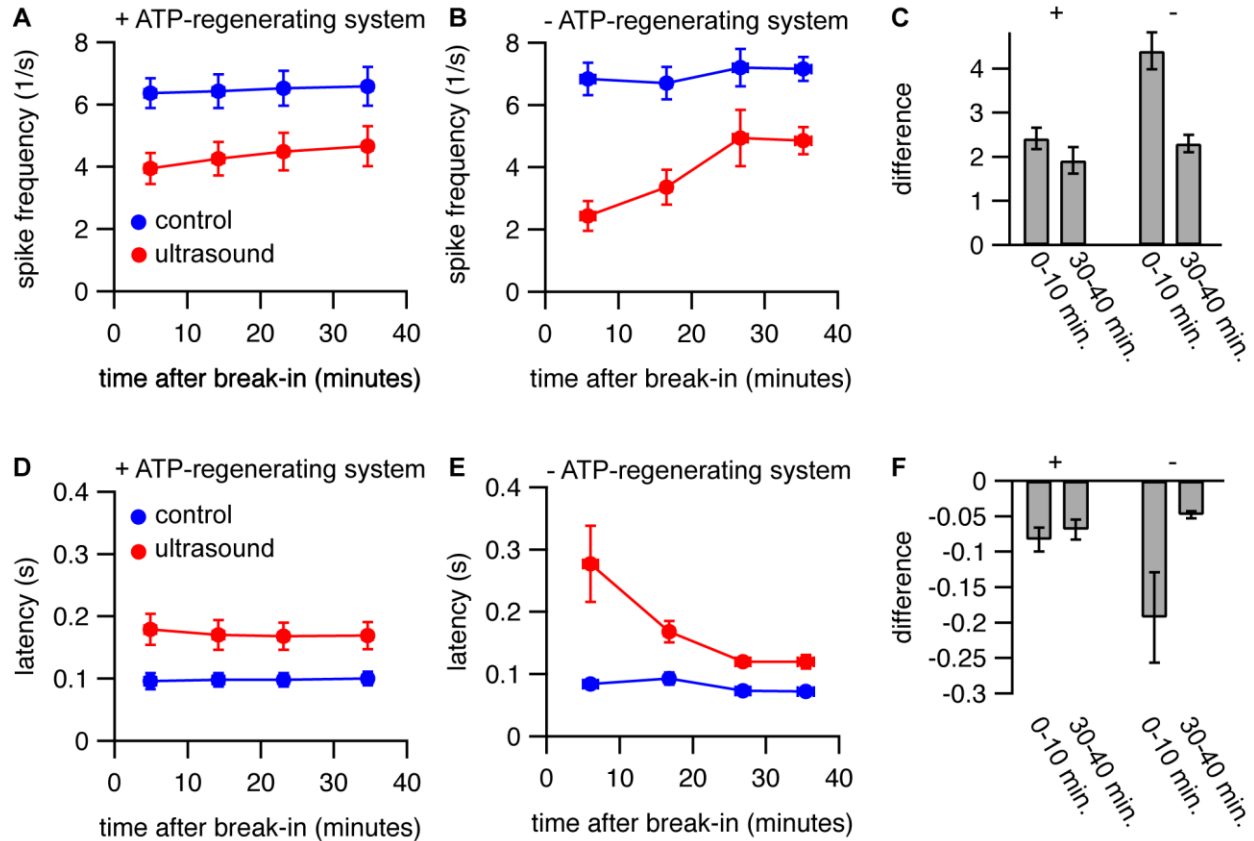 A
+ ATP-regenerating system
spike frequency (1/s)
8
6
4
2
0
control
ultrasound
0 10 20 30 40
time after break-in (minutes)
B
- ATP-regenerating system
spike frequency (1/s)
8
6
4
2
0
0 10 20 30 40
time after break-in (minutes)
C
+ -
difference
4
3
2
1
0
0-10 min.
30-40 min.
0-10 min.
30-40 min.
D
+ ATP-regenerating system
latency (s)
0.4
0.3
0.2
0.1
0
control
ultrasound
0 10 20 30 40
time after break-in (minutes)
E
- ATP-regenerating system
latency (s)
0.4
0.3
0.2
0.1
0
0 10 20 30 40
time after break-in (minutes)
F
+ -
difference
0
-0.05
-0.1
-0.15
-0.2
-0.25
-0.3
0-10 min.
30-40 min.
0-10 min.
30-40 min.